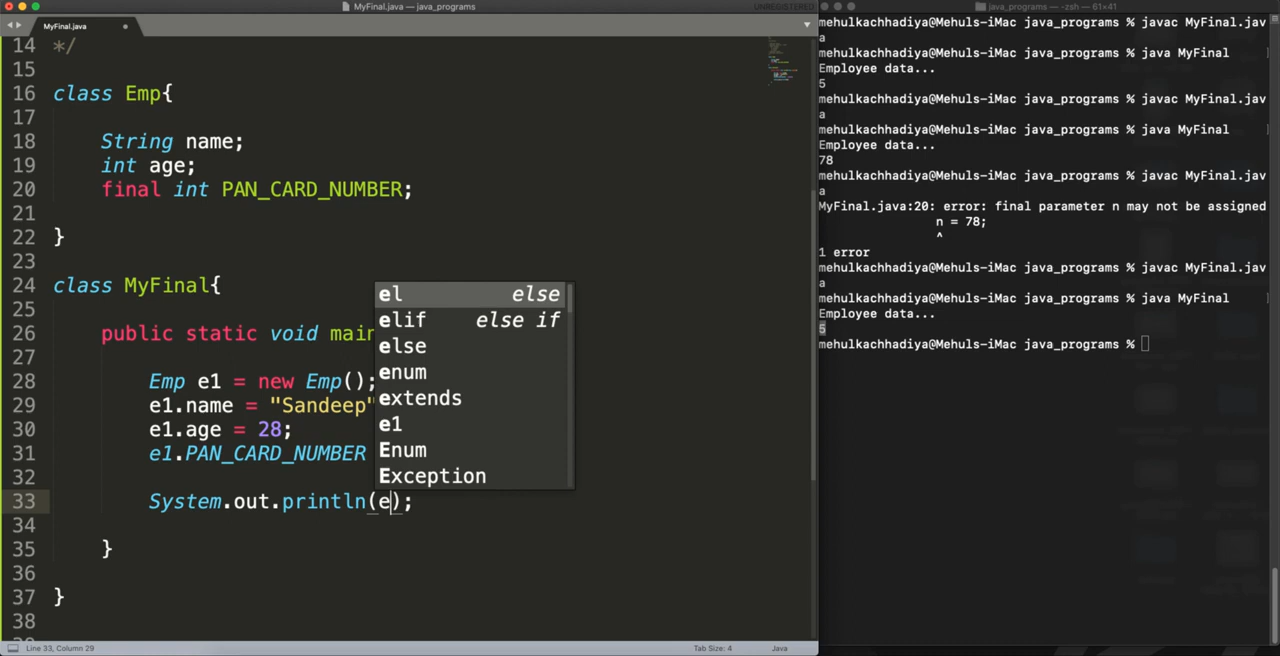 MyFinal.java — java_programs
UNREGISTERED
MyFinal.java
14 */
15
16 class Emp{
17
18 String name;
19 int age;
20 final int PAN_CARD_NUMBER;
21
22 }
23
24 class MyFinal{
25
26 public static void main
27
28 Emp e1 = new Emp();
29 e1.name = "Sandeep"
30 e1.age = 28;
31 e1.PAN_CARD_NUMBER
32
33 System.out.println(e);
34
35 }
36
37 }
38
el else
elif else if
else
enum
extends
e1
Enum
Exception
Line 33, Column 29
Tab Size: 4
Java
java_programs — -zsh — 61×41
mehulkachhadiya@Mehuls-iMac java_programs % javac MyFinal.jav
a
mehulkachhadiya@Mehuls-iMac java_programs % java MyFinal
Employee data...
5
mehulkachhadiya@Mehuls-iMac java_programs % javac MyFinal.jav
a
mehulkachhadiya@Mehuls-iMac java_programs % java MyFinal
Employee data...
78
mehulkachhadiya@Mehuls-iMac java_programs % javac MyFinal.jav
a
MyFinal.java:20: error: final parameter n may not be assigned
n = 78;
^
1 error
mehulkachhadiya@Mehuls-iMac java_programs % javac MyFinal.jav
a
mehulkachhadiya@Mehuls-iMac java_programs % java MyFinal
Employee data...
5
mehulkachhadiya@Mehuls-iMac java_programs %